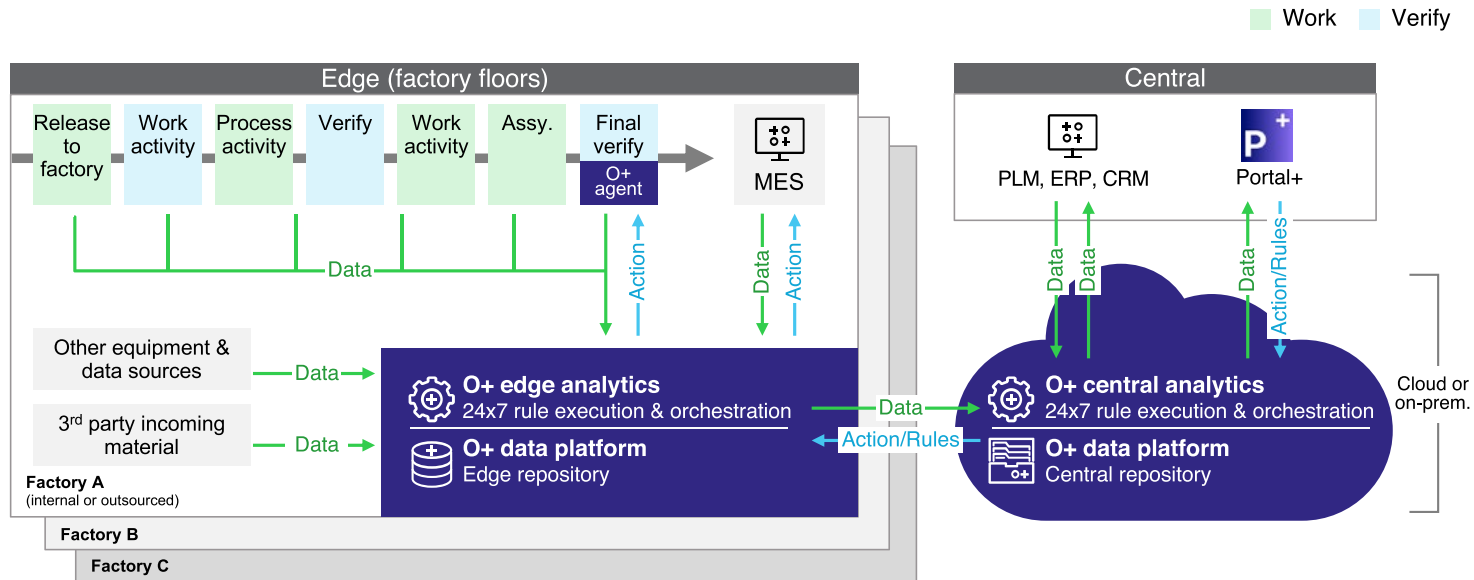 Work
Verify
Edge (factory floors)
Central
Release
to
factory
Work
activity
Process
activity
Verify
Work
activity
Assy.
Final
verify
O+
agent
MES
PLM, ERP, CRM
P+
Portal+
Data
Action
Data
Action
Data
Data
Data
Action/Rules
Other equipment &
data sources
Data
3rd party incoming
material
Data
O+ edge analytics
24x7 rule execution & orchestration
O+ data platform
Edge repository
Data
Action/Rules
O+ central analytics
24x7 rule execution & orchestration
O+ data platform
Central repository
Cloud or
on-prem.
Factory A
(internal or outsourced)
Factory B
Factory C